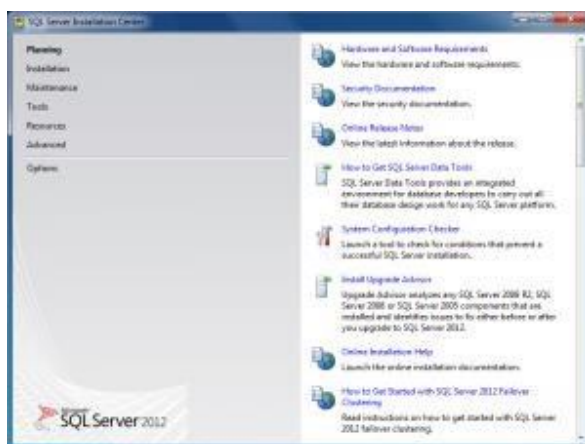 SQL Server Installation Center
Planning
Installation
Maintenance
Tools
Resources
Advanced
Options
Hardware and Software Requirements
View the hardware and software requirements.
Security Documentation
View the security documentation.
Online Release Notes
View the latest information about the release.
How to Get SQL Server Data Tools
SQL Server Data Tools provides an integrated
environment for database developers to carry out all
their database design work for any SQL Server platform.
System Configuration Checker
Launch a tool to check for conditions that prevent a
successful SQL Server installation.
Install Upgrade Advisor
Upgrade Advisor analyzes any SQL Server 2008 R2, SQL
Server 2008 or SQL Server 2005 components that are
installed and identifies issues to fix either before or after
you upgrade to SQL Server 2012.
Online Installation Help
Launch the online installation documentation.
How to Get Started with SQL Server 2012 Failover
Clustering
Read instructions on how to get started with SQL Server
2012 failover clustering.
Microsoft
SQL Server 2012